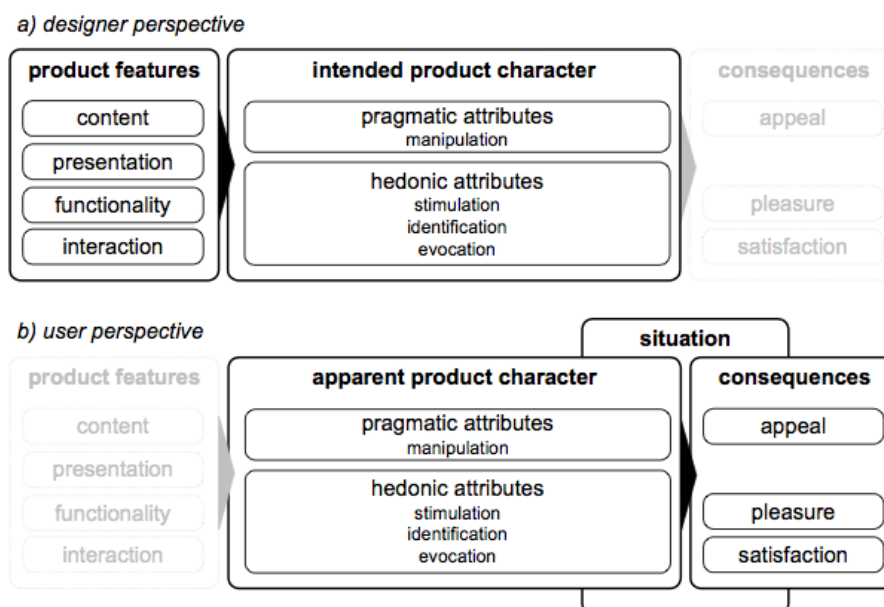 a) designer perspective
product features
content
presentation
functionality
interaction
intended product character
pragmatic attributes
manipulation
hedonic attributes
stimulation
identification
evocation
consequences
appeal
pleasure
satisfaction
b) user perspective
situation
product features
content
presentation
functionality
interaction
apparent product character
pragmatic attributes
manipulation
hedonic attributes
stimulation
identification
evocation
consequences
appeal
pleasure
satisfaction